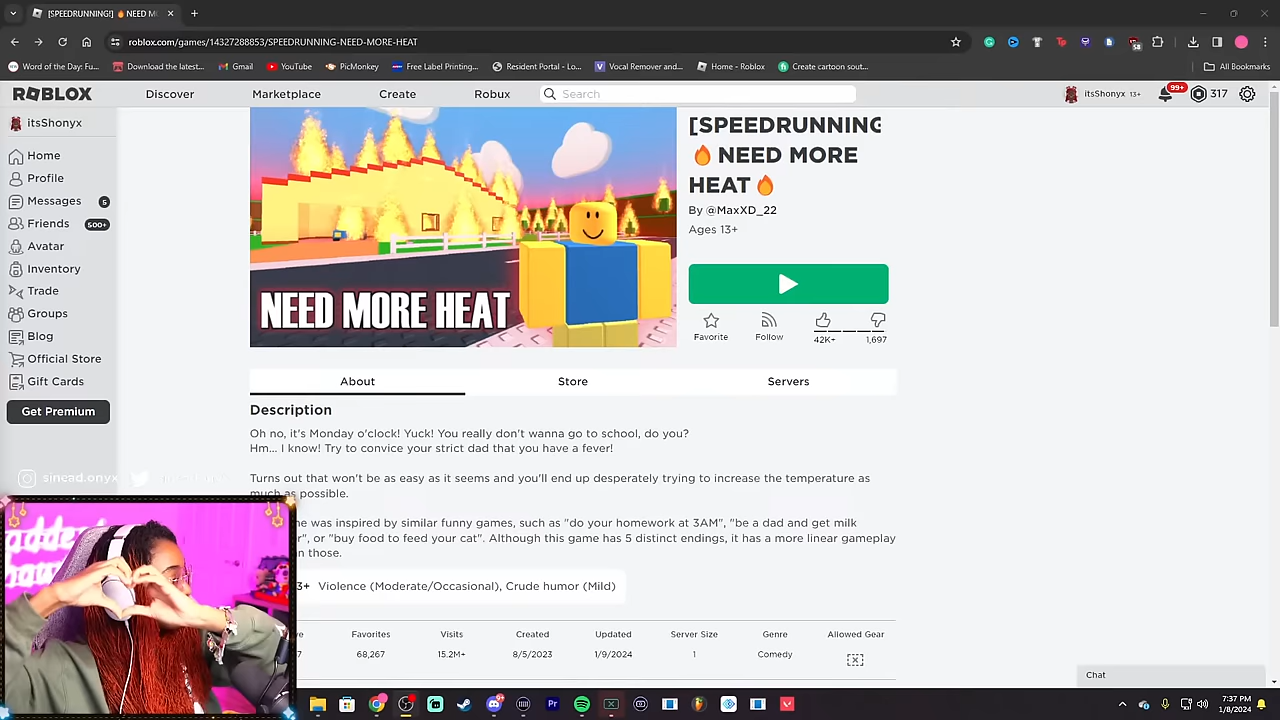 [SPEEDRUNNING!] 🔥 NEED M
roblox.com/games/14327288853/SPEEDRUNNING-NEED-MORE-HEAT
Word of the Day: Fu...
Download the latest...
Gmail
YouTube
PicMonkey
Free Label Printing...
Resident Portal - Lo...
Vocal Remover and...
Home - Roblox
Create cartoon sout...
All Bookmarks
ROBLOX
Discover
Marketplace
Create
Robux
Search
itsShonyx 13+
99+
317
itsShonyx
Home
Profile
Messages 5
Friends 500+
Avatar
Inventory
Trade
Groups
Blog
Official Store
Gift Cards
Get Premium
NEED MORE HEAT
[SPEEDRUNNING
🔥 NEED MORE
HEAT🔥
By @MaxXD_22
Ages 13+
Favorite
Follow
42K+
1,697
About
Store
Servers
Description
Oh no, it's Monday o'clock! Yuck! You really don't wanna go to school, do you?
Hm... I know! Try to convice your strict dad that you have a fever!
Turns out that won't be as easy as it seems and you'll end up desperately trying to increase the temperature as
much as possible.
me was inspired by similar funny games, such as "do your homework at 3AM", "be a dad and get milk
", or "buy food to feed your cat". Although this game has 5 distinct endings, it has a more linear gameplay
n those.
3+ Violence (Moderate/Occasional), Crude humor (Mild)
Favorites
Visits
Created
Updated
Server Size
Genre
Allowed Gear
7
68,267
15.2M+
8/5/2023
1/9/2024
1
Comedy
sinead.onyx
Chat
7:37 PM
1/8/2024